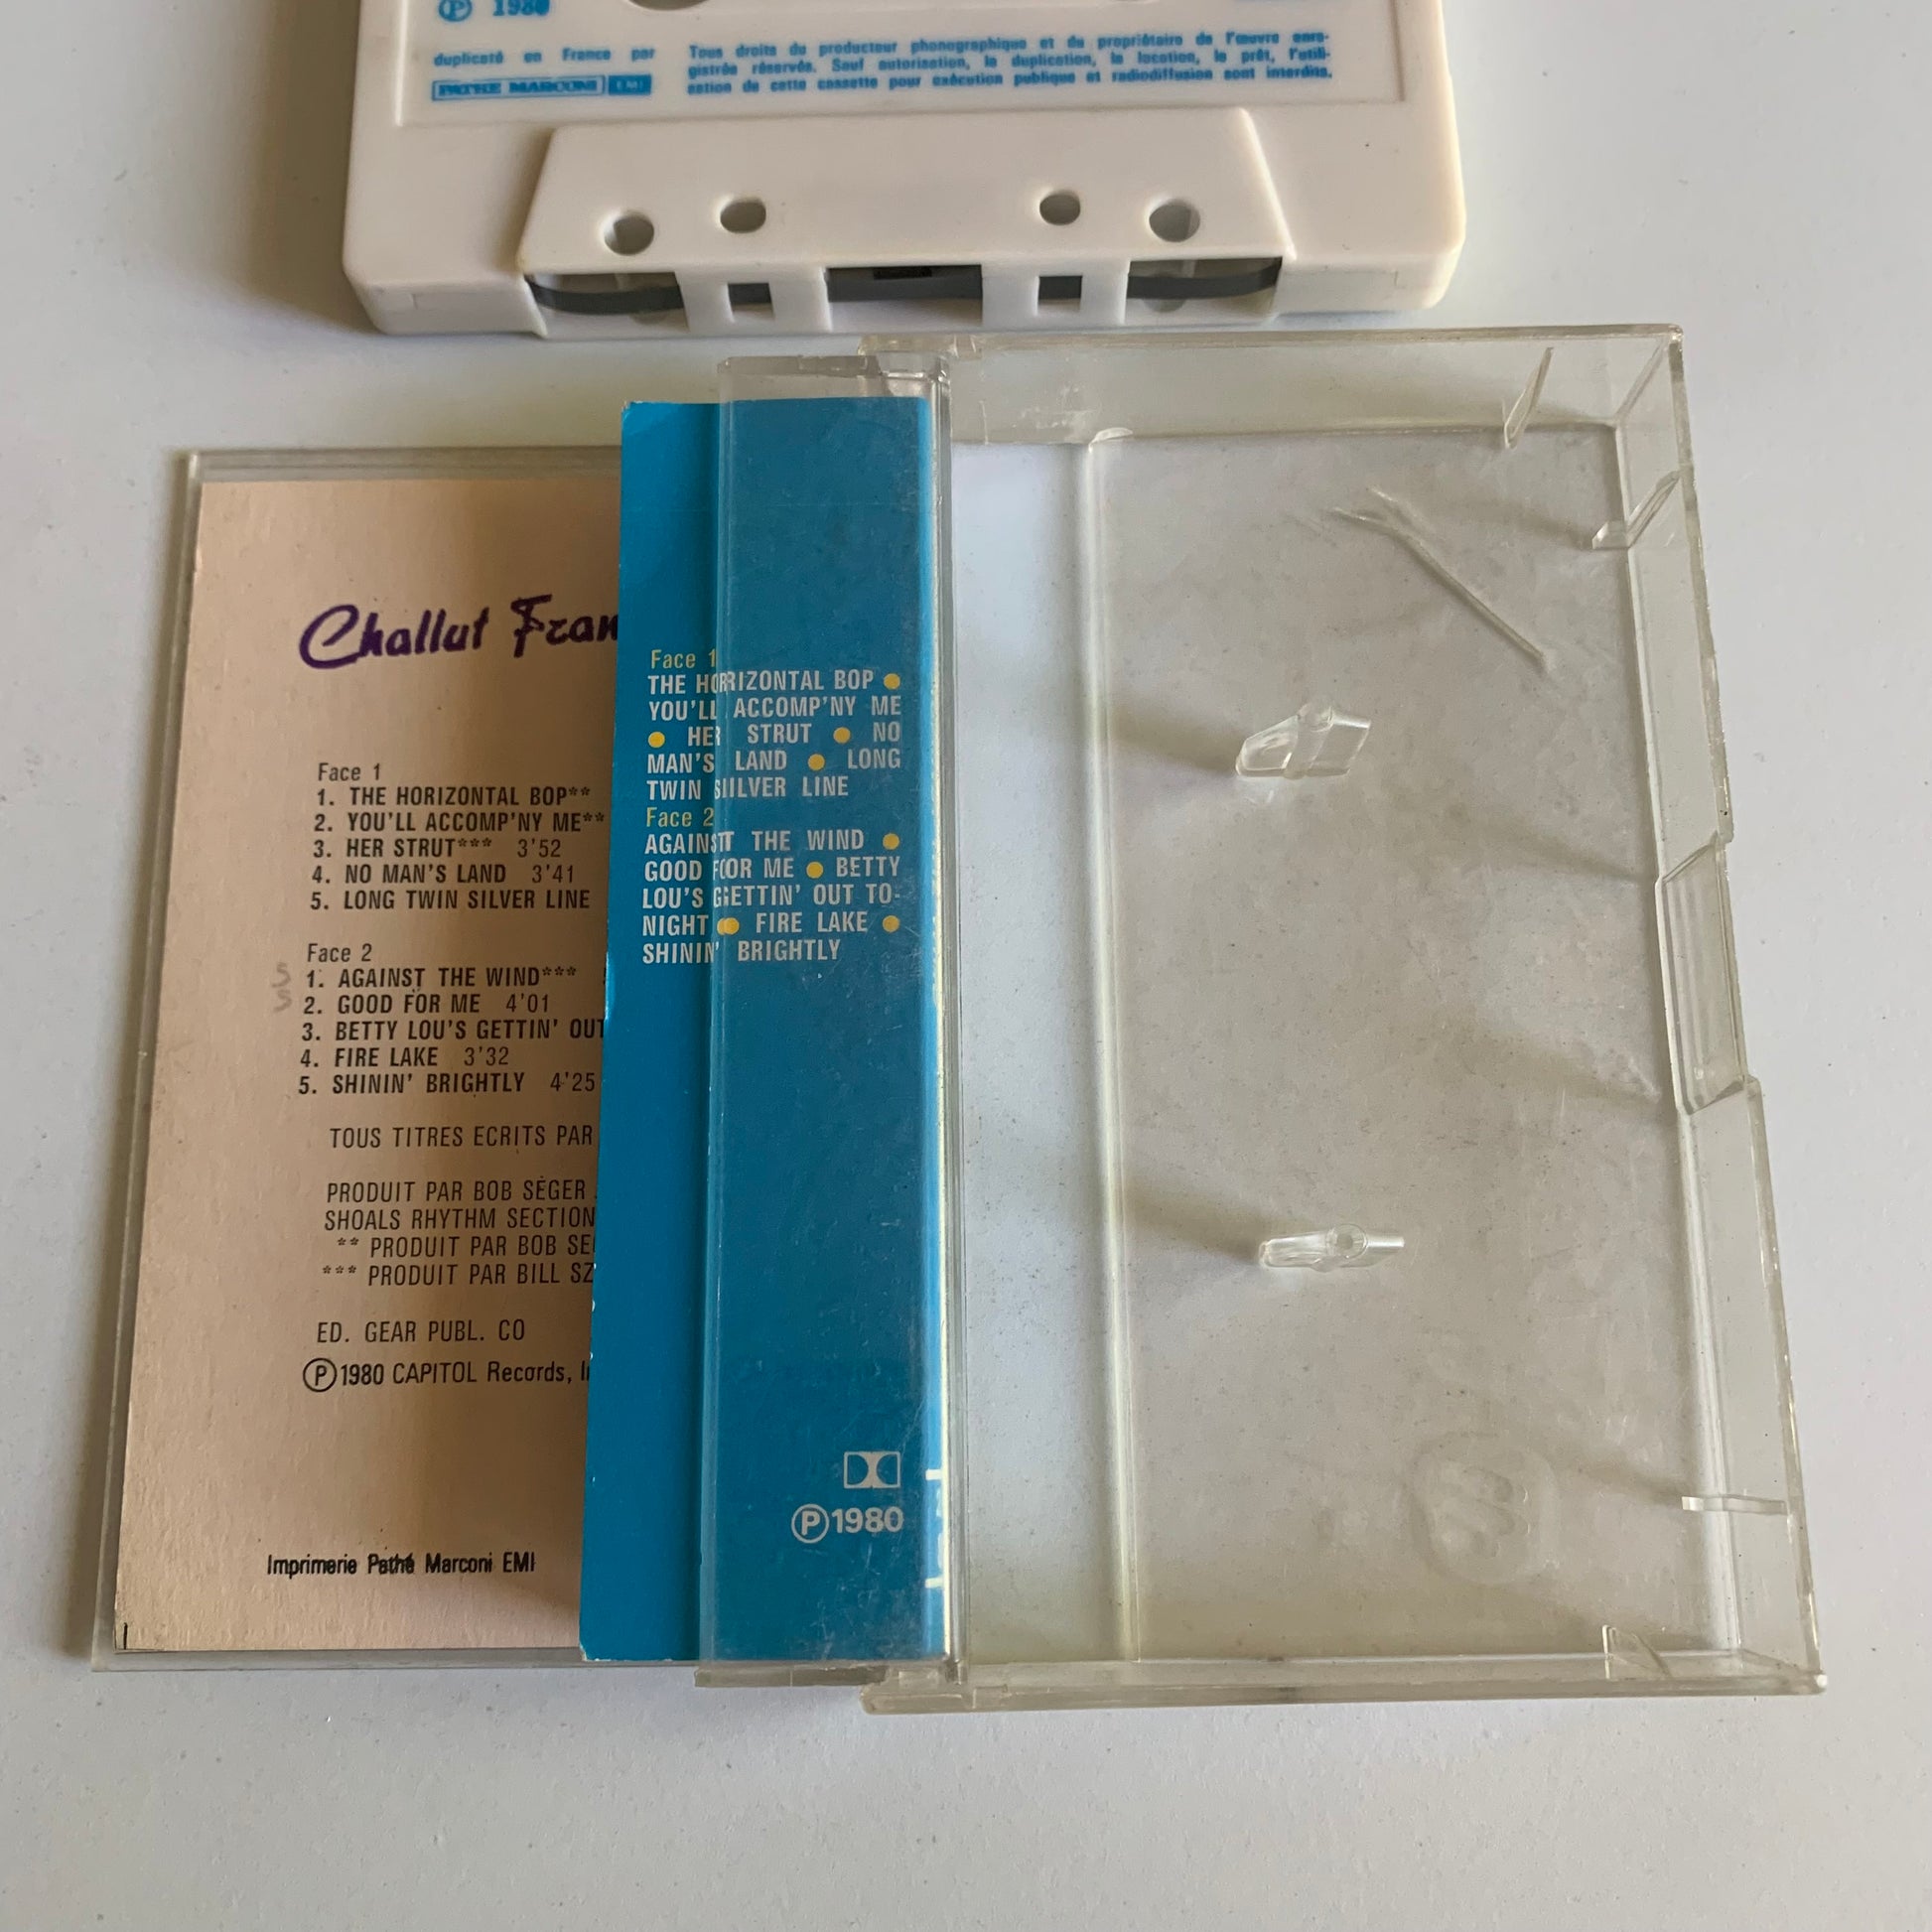 Ⓟ 1980
duplicaté en France par
PATHE MARCONI EMI
Tous droits du producteur phonographique et du propriétaire de l'œuvre enre-
gistrée réservés. Sauf autorisation, la duplication, la location, le prêt, l'utili-
sation de cette cassette pour exécution publique et radiodiffusion sont interdits.
Challut Fran
Face 1
1. THE HORIZONTAL BOP**
2. YOU'LL ACCOMP'NY ME**
3. HER STRUT*** 3'52
4. NO MAN'S LAND 3'41
5. LONG TWIN SILVER LINE
Face 2
1. AGAINST THE WIND***
2. GOOD FOR ME 4'01
3. BETTY LOU'S GETTIN' OUT
4. FIRE LAKE 3'32
5. SHININ' BRIGHTLY 4'25
TOUS TITRES ECRITS PAR
PRODUIT PAR BOB SEGER
SHOALS RHYTHM SECTION
** PRODUIT PAR BOB SE
*** PRODUIT PAR BILL SZ
ED. GEAR PUBL. CO
Ⓟ1980 CAPITOL Records, I
Imprimerie Pathé Marconi EMI
Face 1
THE HORIZONTAL BOP ●
YOU'LL ACCOMP'NY ME
● HER STRUT ● NO
MAN'S LAND ● LONG
TWIN SILVER LINE
Face 2
AGAINST THE WIND ●
GOOD FOR ME ● BETTY
LOU'S GETTIN' OUT TO-
NIGHT ● FIRE LAKE ●
SHININ' BRIGHTLY
Ⓟ1980